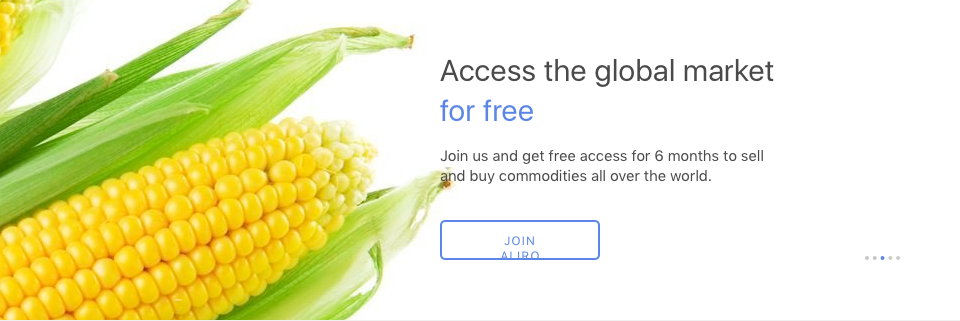 Access the global market
for free
Join us and get free access for 6 months to sell
and buy commodities all over the world.
JOIN